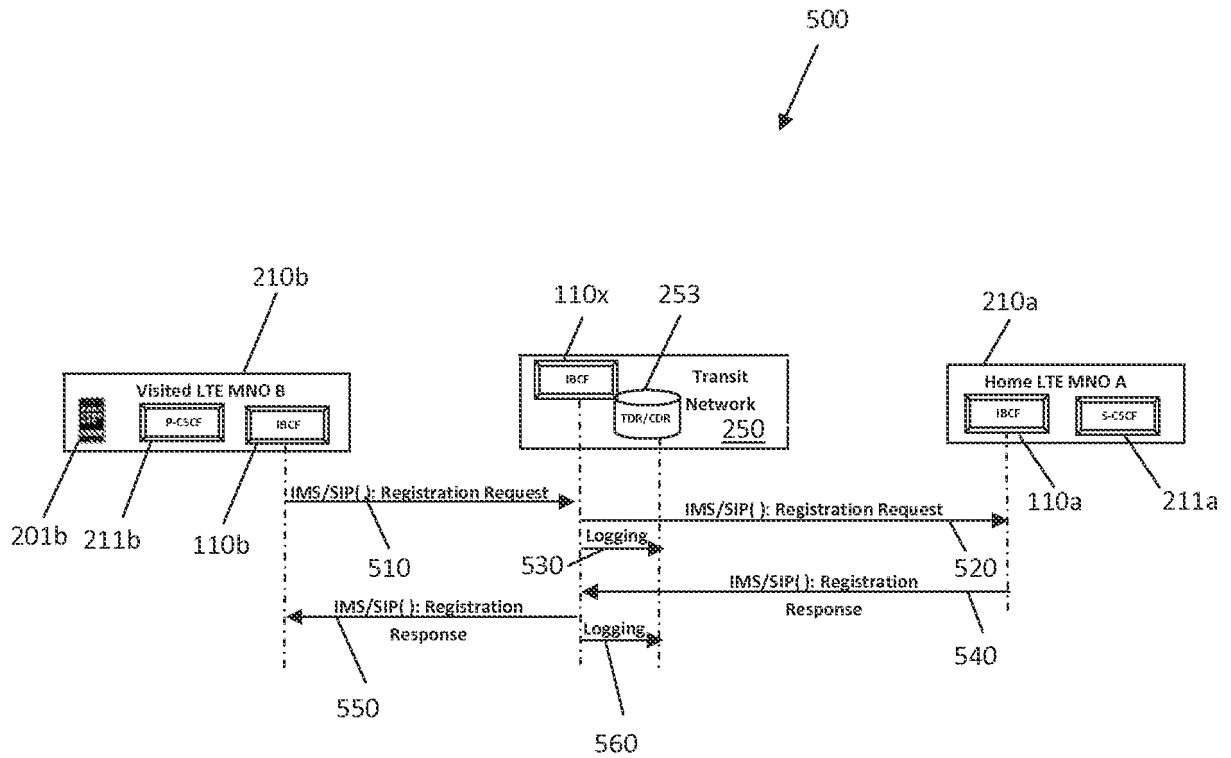 500
210b
110x
253
210a
Visited LTE MNO B
P-CSCF
IBCF
IBCF
Transit
Network
TDR/CDR
250
Home LTE MNO A
IBCF
S-CSCF
201b
211b
110b
110a
211a
IMS/SIP( ): Registration Request
510
IMS/SIP( ): Registration Request
520
Logging
530
IMS/SIP( ): Registration
Response
540
IMS/SIP( ): Registration
Response
550
Logging
560